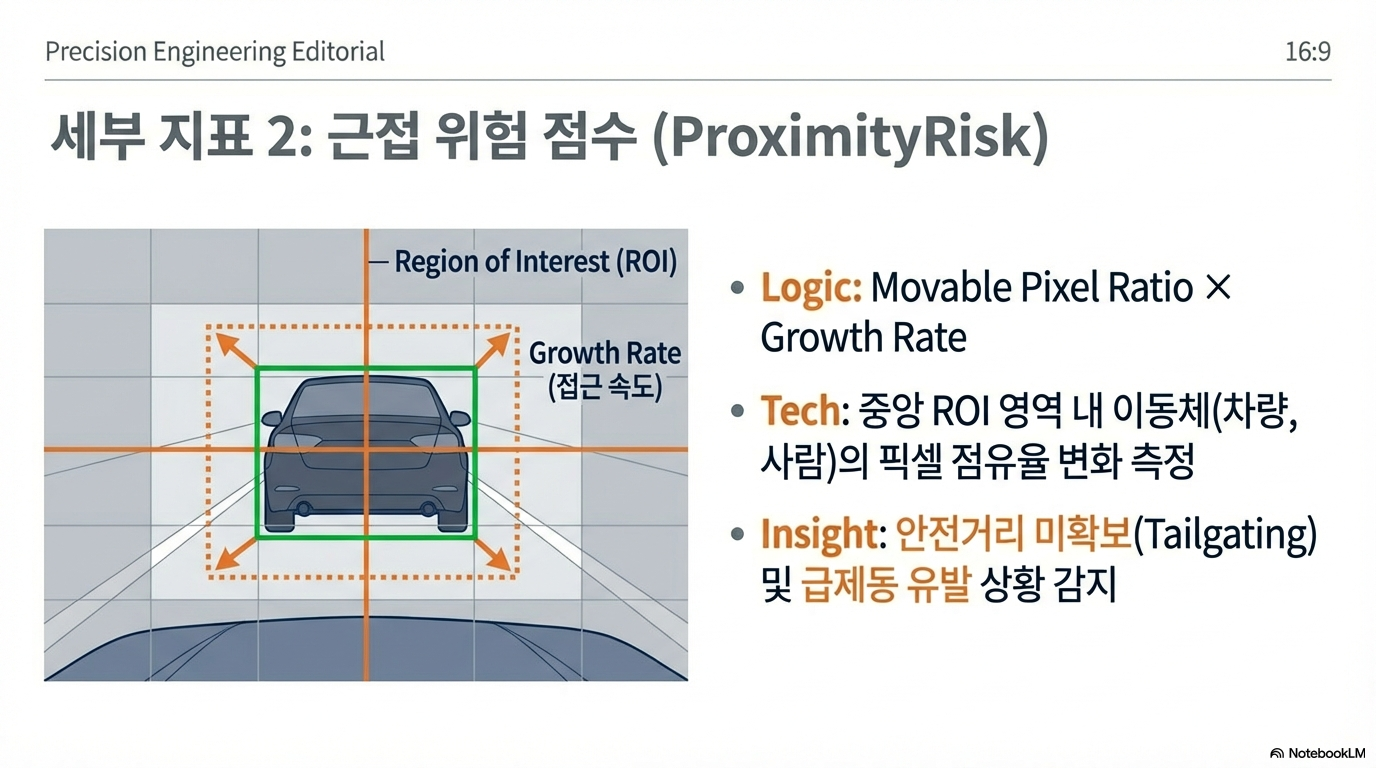 Precision Engineering Editorial
16:9
세부 지표 2: 근접 위험 점수 (ProximityRisk)
Region of Interest (ROI)
Growth Rate
(접근 속도)
• Logic: Movable Pixel Ratio ×
Growth Rate
• Tech: 중앙 ROI 영역 내 이동체(차량,
사람)의 픽셀 점유율 변화 측정
• Insight: 안전거리 미확보(Tailgating)
및 급제동 유발 상황 감지
NotebookLM